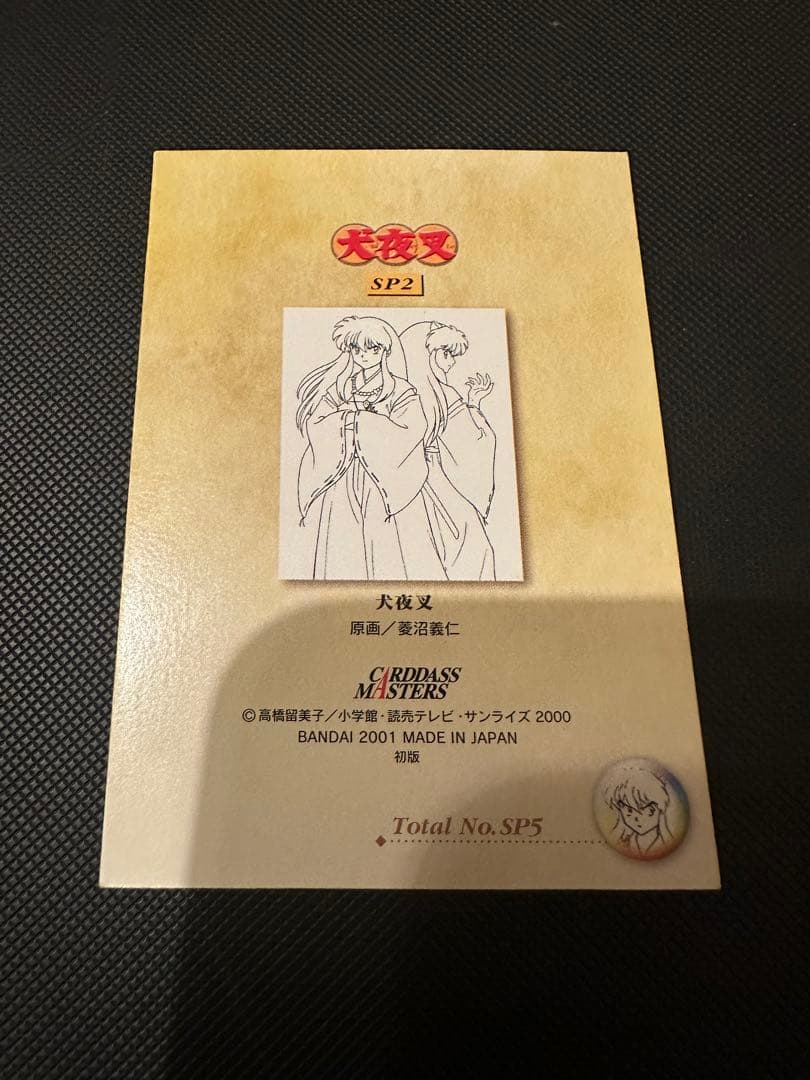 犬夜叉
SP2
犬夜叉
原画／菱沼義仁
CARDDASS
MASTERS
©高橋留美子／小学館・読売テレビ・サンライズ 2000
BANDAI 2001 MADE IN JAPAN
初版
Total No. SP5